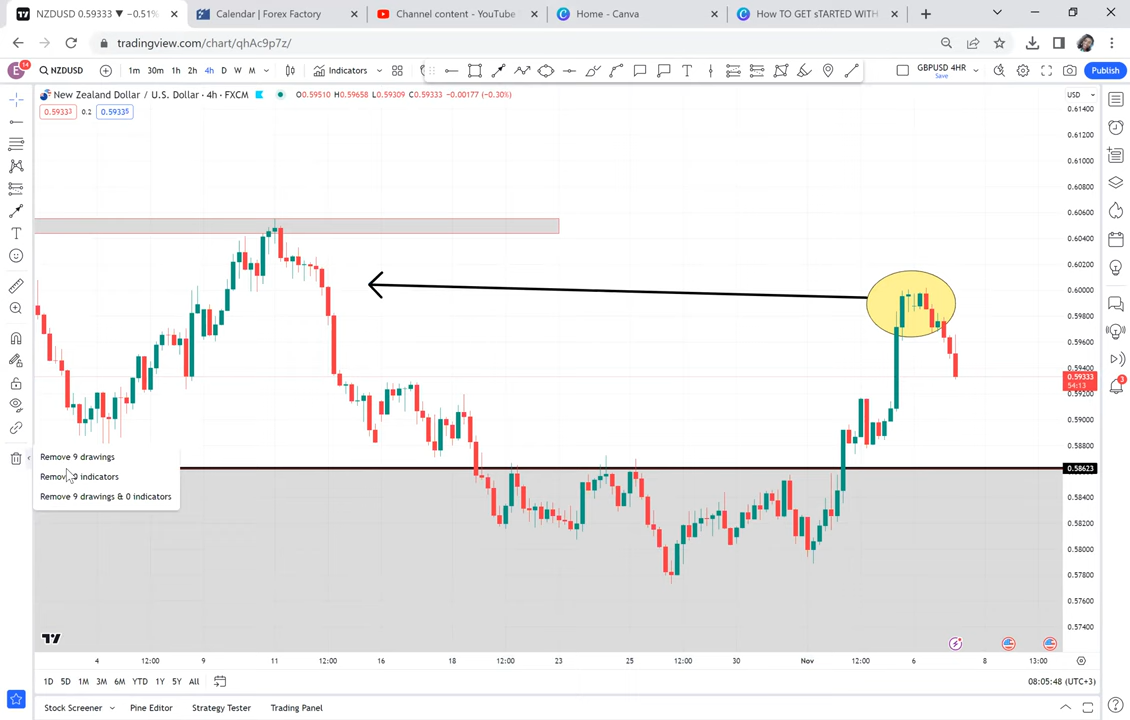 NZDUSD 0.59333 ▼ −0.51%
Calendar | Forex Factory
Channel content - YouTube
Home - Canva
How TO GET sTARTED WITH
tradingview.com/chart/qhAc9p7z/
E 14 NZDUSD 1m 30m 1h 2h 4h D W M Indicators GBPUSD 4HR Save Publish
New Zealand Dollar / U.S. Dollar · 4h · FXCM O0.59510 H0.59658 L0.59309 C0.59333 −0.00177 (−0.30%) USD
0.59333 0.2 0.59335
0.61400
0.61200
0.61000
0.60800
0.60600
0.60400
0.60200
0.60000
0.59800
0.59600
0.59400
0.59333
54:13
0.59200
0.59000
0.58800
0.58623
0.58400
0.58200
0.58000
0.57800
0.57600
0.57400
Remove 9 drawings
indicators
Remove 9 drawings & 0 indicators
4 12:00 9 11 12:00 16 18 12:00 23 25 12:00 30 Nov 12:00 6 8 13:00
1D 5D 1M 3M 6M YTD 1Y 5Y All 08:05:48 (UTC+3)
Stock Screener Pine Editor Strategy Tester Trading Panel
3